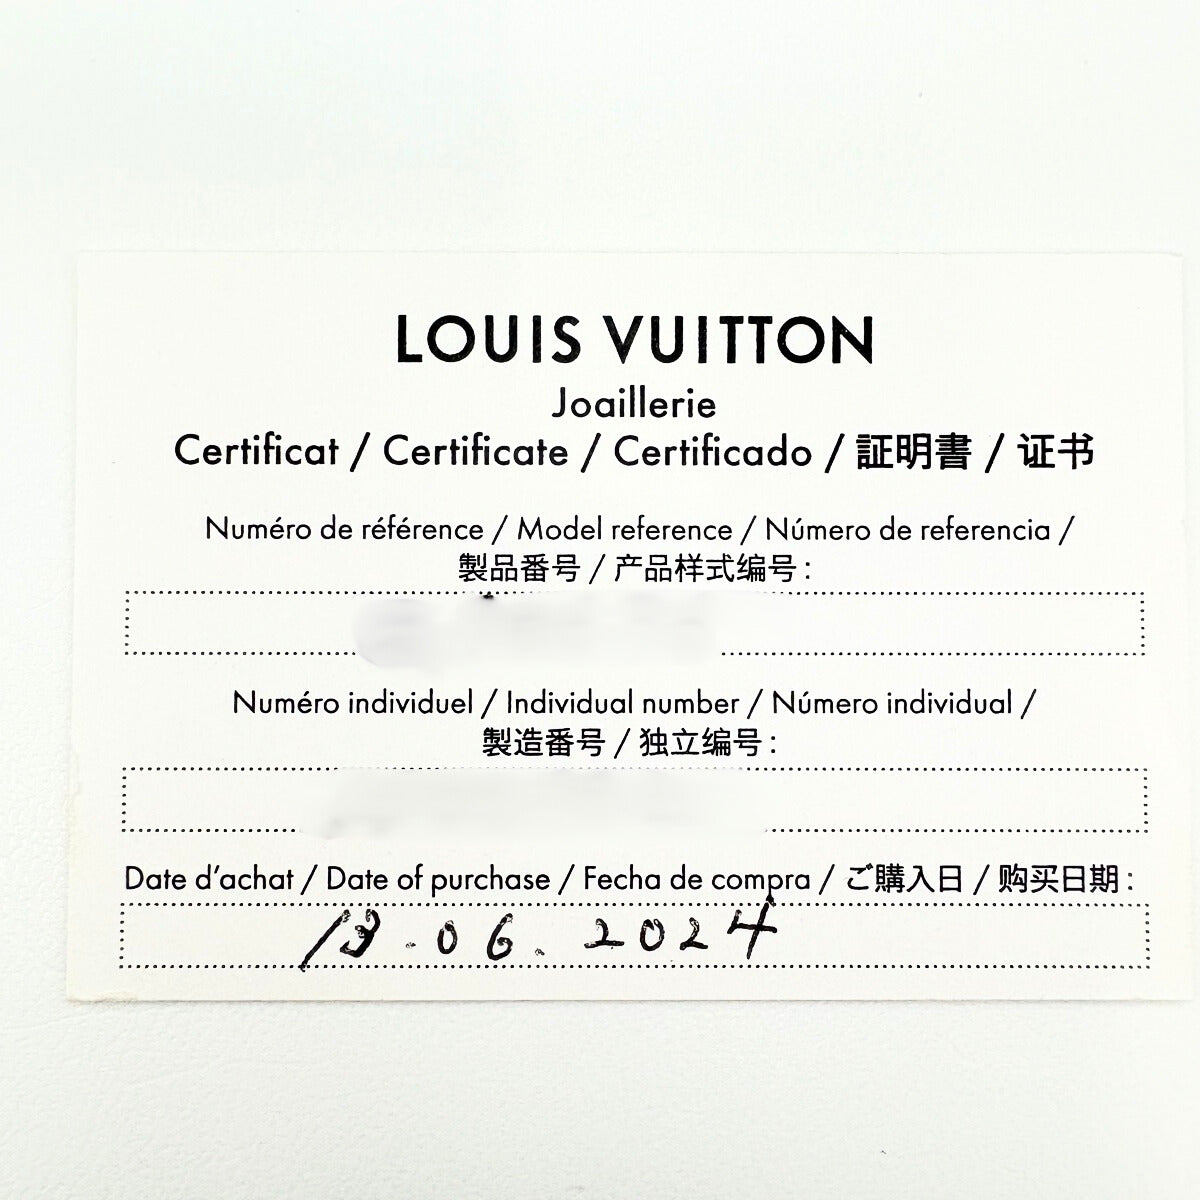 LOUIS VUITTON
Joaillerie
Certificat / Certificate / Certificado / 証明書 / 证书
Numéro de référence / Model reference / Número de referencia /
製品番号 / 产品样式编号 :
Numéro individuel / Individual number / Número individual /
製造番号 / 独立编号 :
Date d'achat / Date of purchase / Fecha de compra / ご購入日 / 购买日期 :
13.06.2024